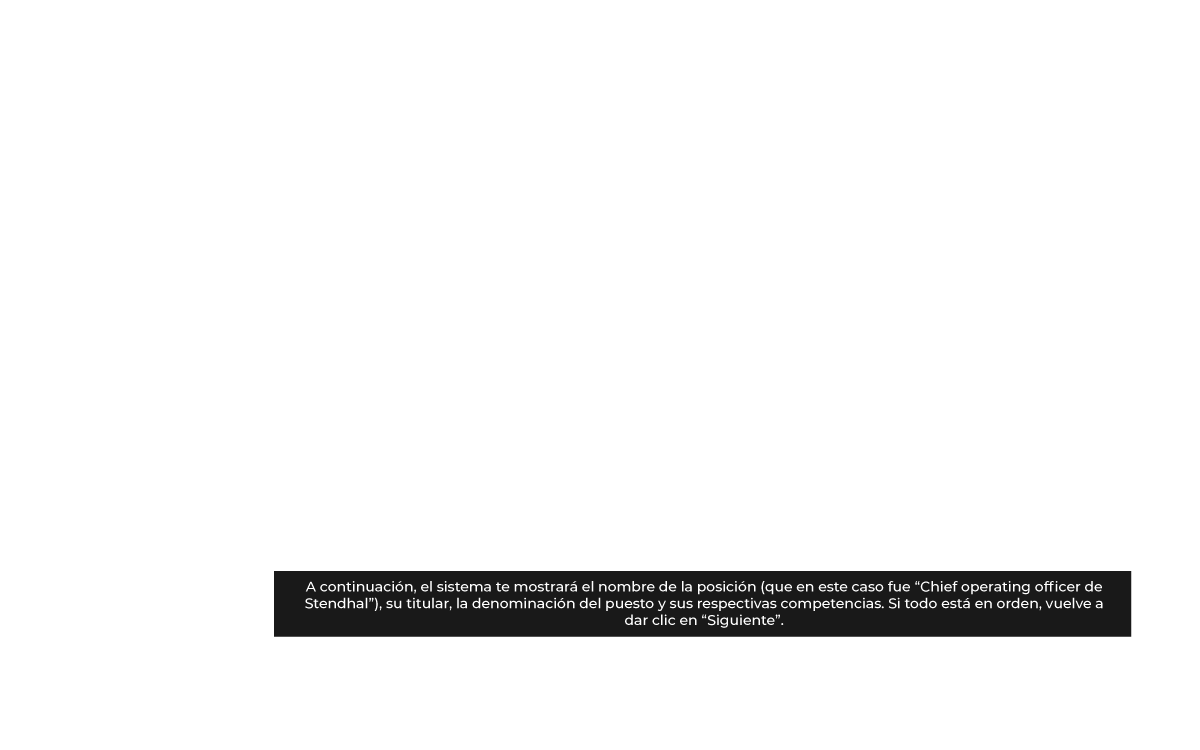 A continuación, el sistema te mostrará el nombre de la posición (que en este caso fue “Chief operating officer de
Stendhal”), su titular, la denominación del puesto y sus respectivas competencias. Si todo está en orden, vuelve a
dar clic en “Siguiente”.